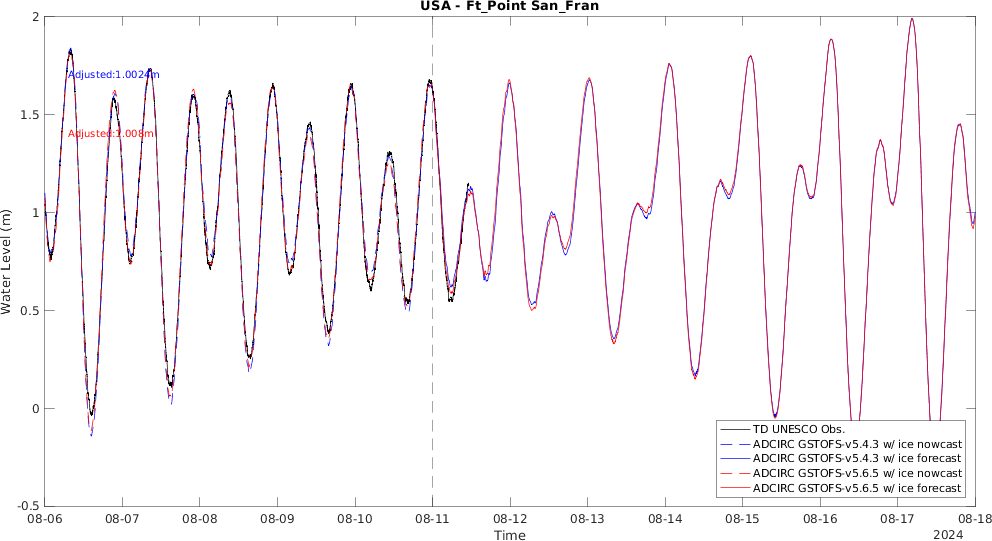 USA - Ft_Point San_Fran
2
1.5
1
0.5
0
-0.5
Water Level (m)
Adjusted:1.0024m
Adjusted:1.008m
TD UNESCO Obs.
ADCIRC GSTOFS-v5.4.3 w/ ice nowcast
ADCIRC GSTOFS-v5.4.3 w/ ice forecast
ADCIRC GSTOFS-v5.6.5 w/ ice nowcast
ADCIRC GSTOFS-v5.6.5 w/ ice forecast
08-06 08-07 08-08 08-09 08-10 08-11 08-12 08-13 08-14 08-15 08-16 08-17 08-18
Time
2024